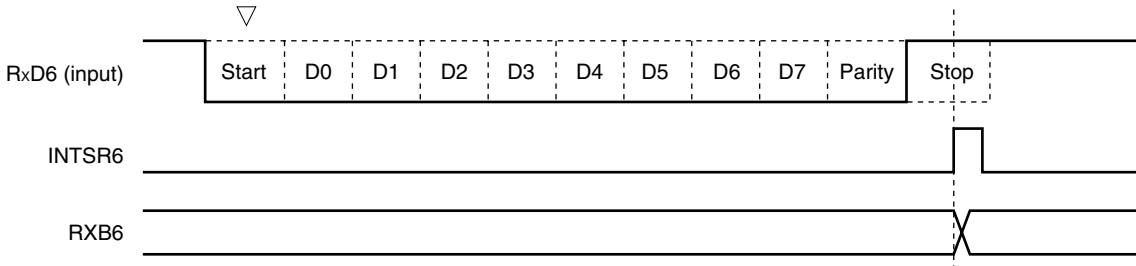 RxD6 (input) Start D0 D1 D2 D3 D4 D5 D6 D7 Parity Stop
INTSR6
RXB6